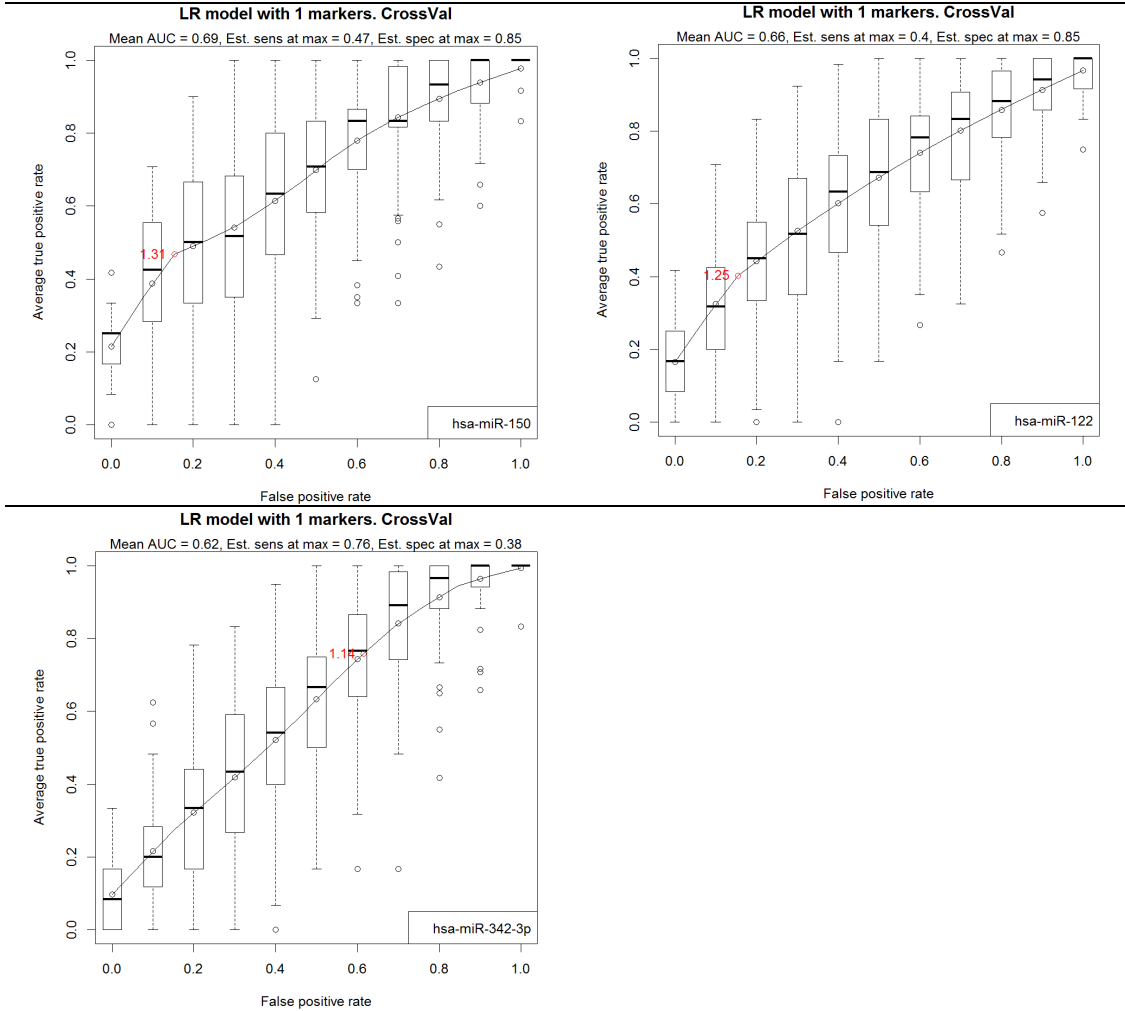 LR model with 1 markers. CrossVal
Mean AUC = 0.69, Est. sens at max = 0.47, Est. spec at max = 0.85
Average true positive rate
1.0
0.8
0.6
0.4
0.2
0.0
1.31
hsa-miR-150
0.0 0.2 0.4 0.6 0.8 1.0
False positive rate
LR model with 1 markers. CrossVal
Mean AUC = 0.66, Est. sens at max = 0.4, Est. spec at max = 0.85
Average true positive rate
1.0
0.8
0.6
0.4
0.2
0.0
1.25
hsa-miR-122
0.0 0.2 0.4 0.6 0.8 1.0
False positive rate
LR model with 1 markers. CrossVal
Mean AUC = 0.62, Est. sens at max = 0.76, Est. spec at max = 0.38
Average true positive rate
1.0
0.8
0.6
0.4
0.2
0.0
1.14
hsa-miR-342-3p
0.0 0.2 0.4 0.6 0.8 1.0
False positive rate